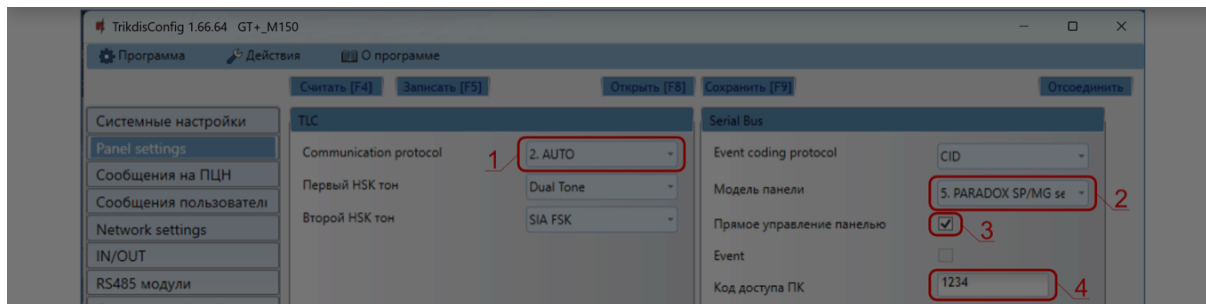 TrikdisConfig 1.66.64 GT+_M150
Программа Действия О программе
Считать [F4] Записать [F5] Открыть [F8] Сохранить [F9] Отсоединить
Системные настройки
Panel settings
Сообщения на ПЦН
Сообщения пользовател
Network settings
IN/OUT
RS485 модули
TLC
Communication protocol 1 2. AUTO
Первый HSK тон Dual Tone
Второй HSK тон SIA FSK
Serial Bus
Event coding protocol CID
Модель панели 5. PARADOX SP/MG se 2
Прямое управление панелью 3
Event
Код доступа ПК 1234 4